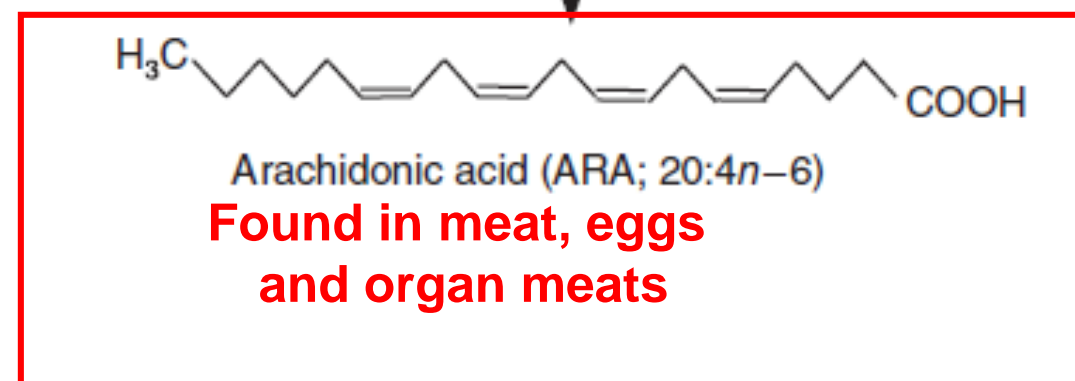 H₃C
COOH
Arachidonic acid (ARA; 20:4n−6)
Found in meat, eggs
and organ meats